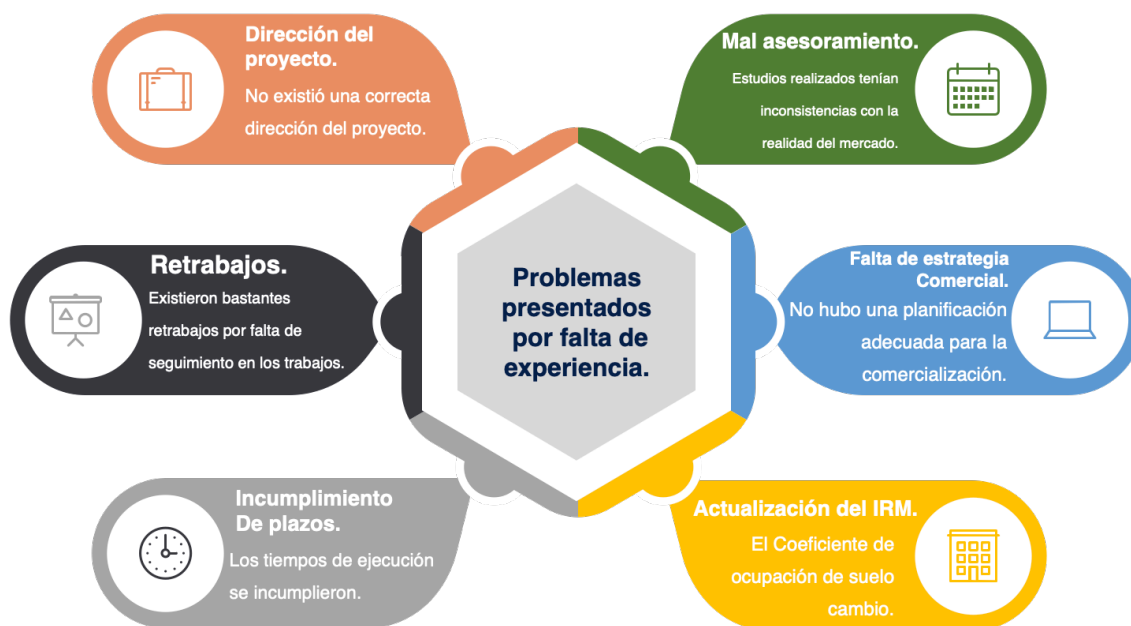 Dirección del
proyecto.
No existió una correcta
dirección del proyecto.
Mal asesoramiento.
Estudios realizados tenían
inconsistencias con la
realidad del mercado.
Retrabajos.
Existieron bastantes
retrabajos por falta de
seguimiento en los trabajos.
Problemas
presentados
por falta de
experiencia.
Falta de estrategia
Comercial.
No hubo una planificación
adecuada para la
comercialización.
Incumplimiento
De plazos.
Los tiempos de ejecución
se incumplieron.
Actualización del IRM.
El Coeficiente de
ocupación de suelo
cambio.